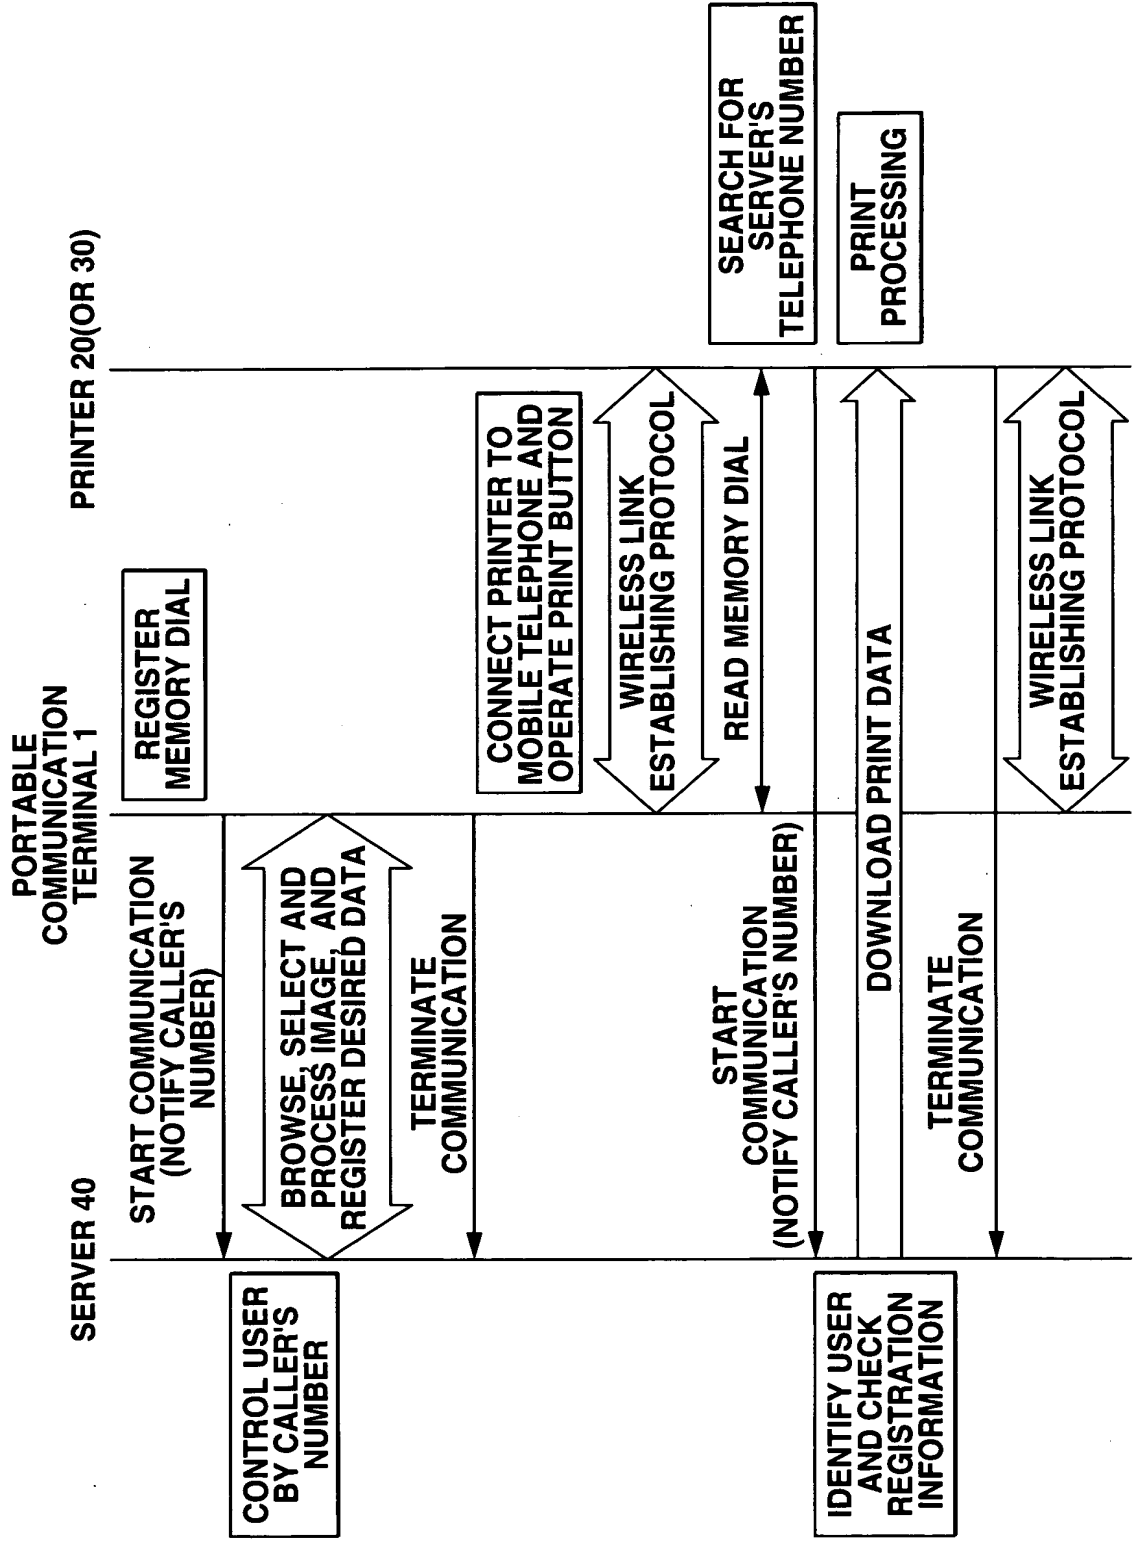 SERVER 40
PORTABLE
COMMUNICATION
TERMINAL 1
PRINTER 20(OR 30)
REGISTER
MEMORY DIAL
START COMMUNICATION
(NOTIFY CALLER'S
NUMBER)
CONTROL USER
BY CALLER'S
NUMBER
BROWSE, SELECT AND
PROCESS IMAGE, AND
REGISTER DESIRED DATA
TERMINATE
COMMUNICATION
CONNECT PRINTER TO
MOBILE TELEPHONE AND
OPERATE PRINT BUTTON
WIRELESS LINK
ESTABLISHING PROTOCOL
READ MEMORY DIAL
SEARCH FOR
SERVER'S
TELEPHONE NUMBER
START
COMMUNICATION
(NOTIFY CALLER'S NUMBER)
IDENTIFY USER
AND CHECK
REGISTRATION
INFORMATION
DOWNLOAD PRINT DATA
PRINT
PROCESSING
TERMINATE
COMMUNICATION
WIRELESS LINK
ESTABLISHING PROTOCOL